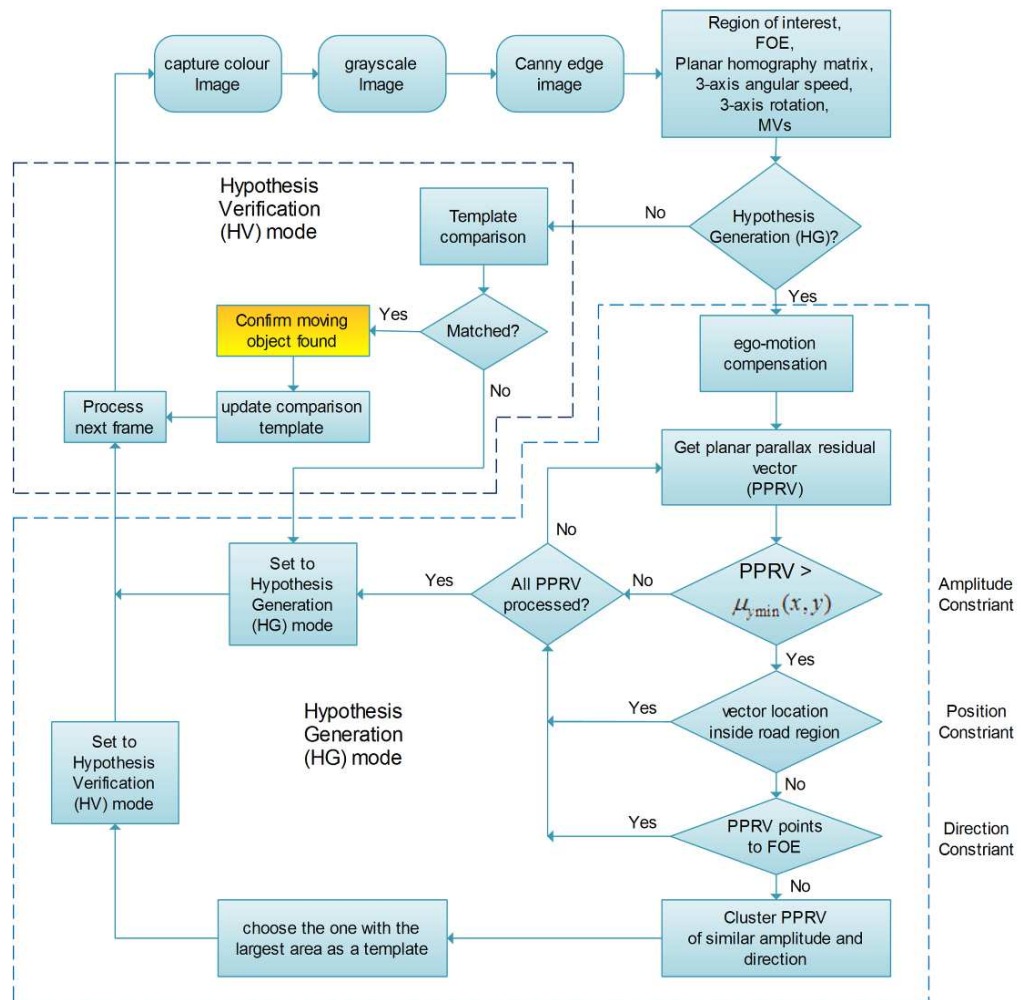 capture colour
Image
grayscale
Image
Canny edge
image
Region of interest,
FOE,
Planar homography matrix,
3-axis angular speed,
3-axis rotation,
MVs
Hypothesis
Verification
(HV) mode
Template
comparison
No
Hypothesis
Generation (HG)?
Yes
Confirm moving
object found
Yes
Matched?
No
ego-motion
compensation
Process
next frame
update comparison
template
Get planar parallax residual
vector
(PPRV)
No
Set to
Hypothesis
Generation
(HG) mode
Yes
All PPRV
processed?
No
PPRV >
μymin(x, y)
Amplitude
Constriant
Yes
Hypothesis
Generation
(HG) mode
Yes
vector location
inside road region
Position
Constriant
No
Set to
Hypothesis
Verification
(HV) mode
Yes
PPRV points
to FOE
Direction
Constriant
No
choose the one with the
largest area as a template
Cluster PPRV
of similar amplitude and
direction